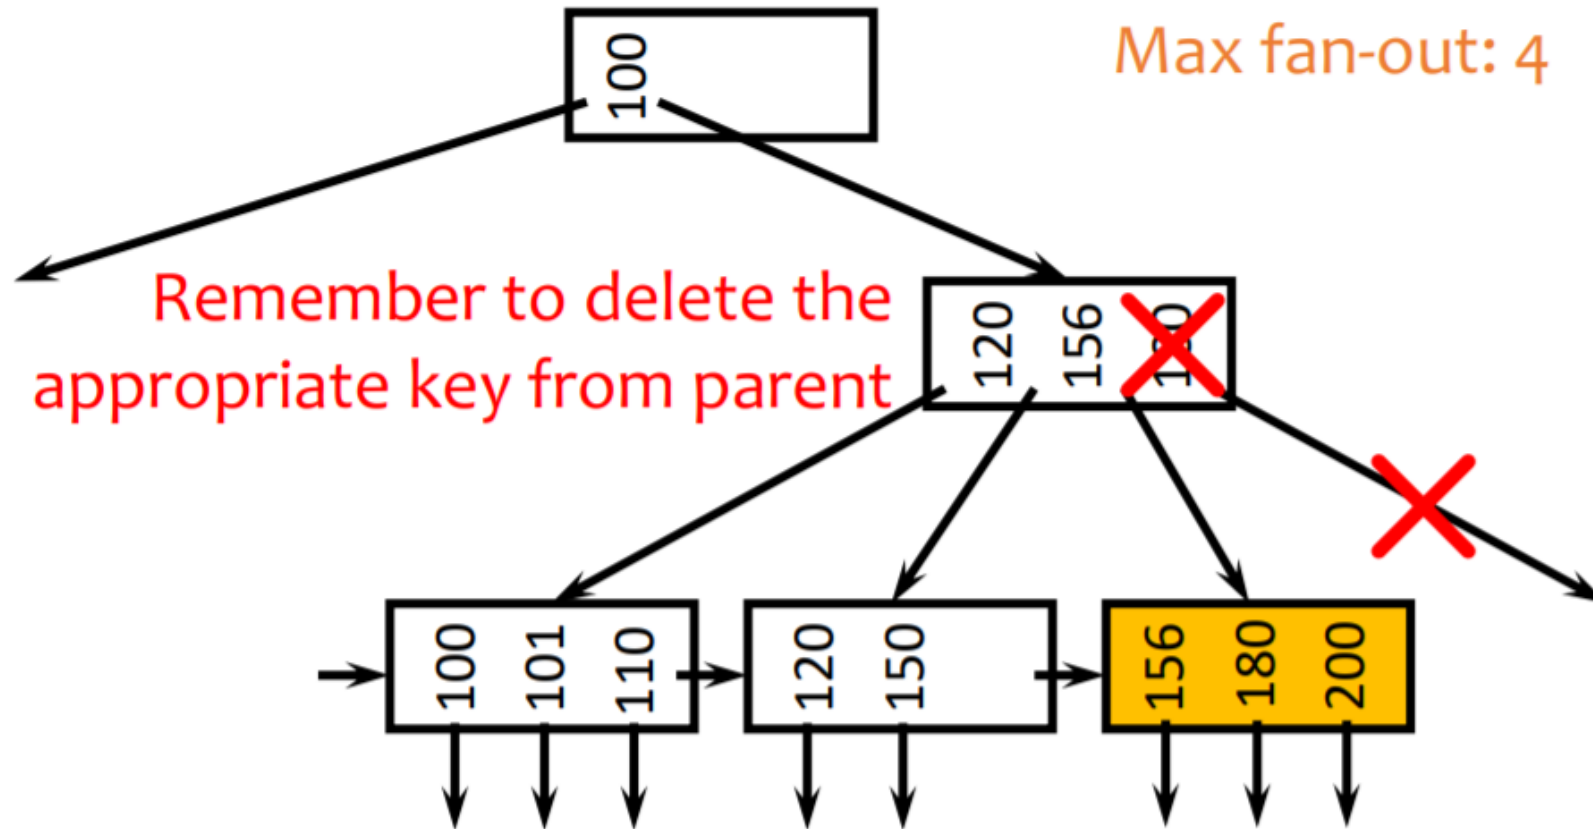 Max fan-out: 4
100
Remember to delete the
appropriate key from parent
120 156
100 101 110
120 150
156 180 200